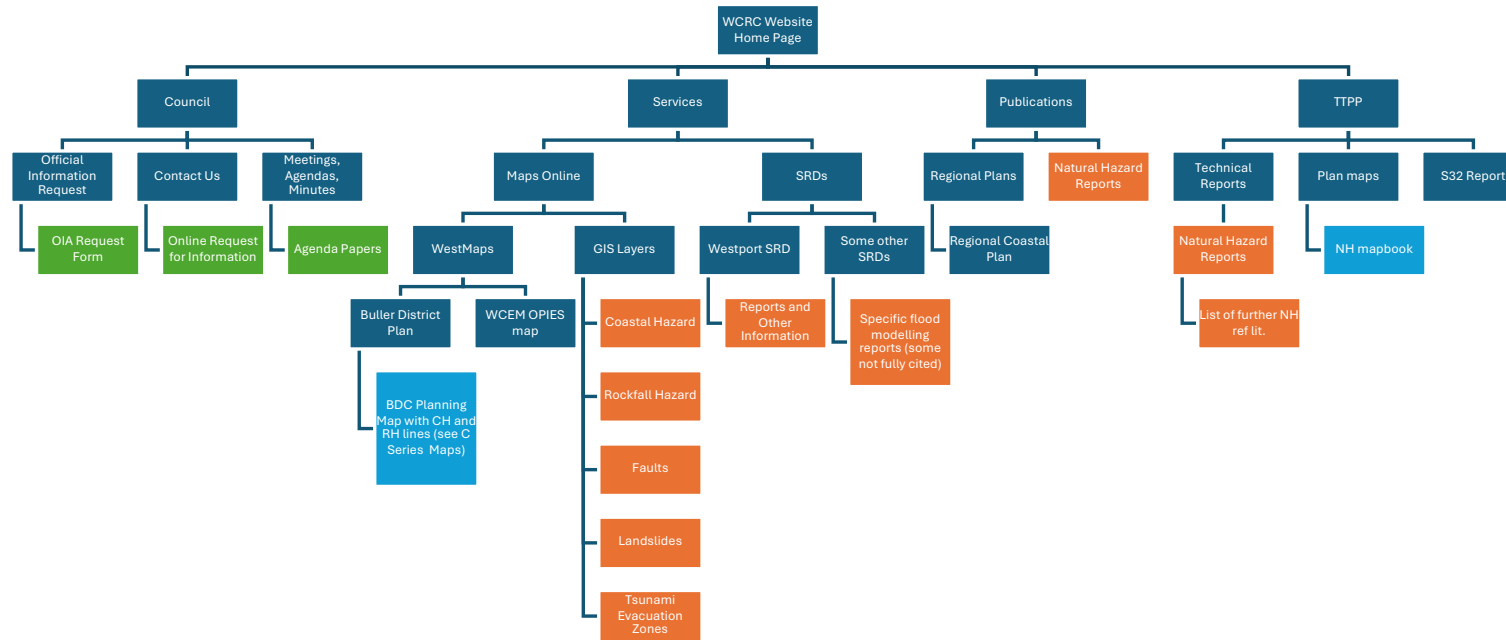 WCRC Website
Home Page
Council
Services
Publications
TTPP
Official
Information
Request
Contact Us
Meetings,
Agendas,
Minutes
Maps Online
SRDs
Regional Plans
Natural Hazard
Reports
Technical
Reports
Plan maps
S32 Report
OIA Request
Form
Online Request
for Information
Agenda Papers
WestMaps
GIS Layers
Westport SRD
Some other
SRDs
Regional Coastal
Plan
Natural Hazard
Reports
NH mapbook
Buller District
Plan
WCEM OPIES
map
Coastal Hazard
Reports and
Other
Information
Specific flood
modelling
reports (some
not fully cited)
List of further NH
ref lit.
BDC Planning
Map with CH and
RH lines (see C
Series Maps)
Rockfall Hazard
Faults
Landslides
Tsunami
Evacuation
Zones